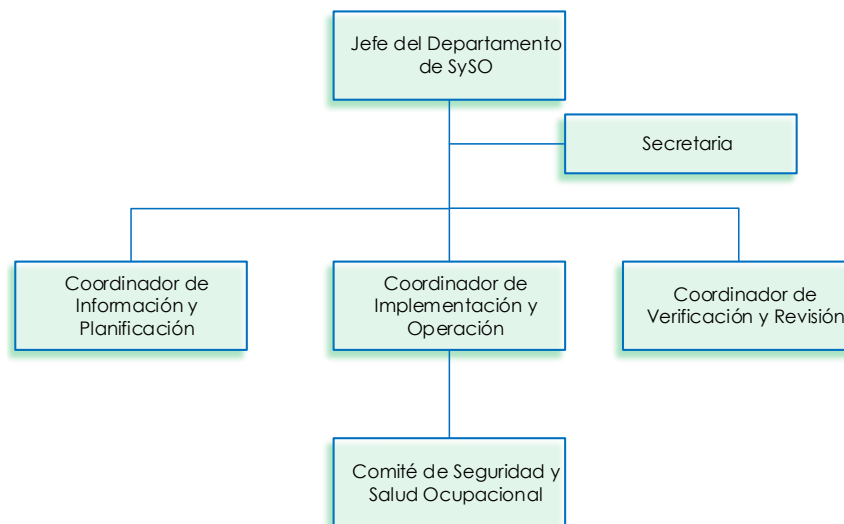 Jefe del Departamento
de SySO
Secretaria
Coordinador de
Información y
Planificación
Coordinador de
Implementación y
Operación
Coordinador de
Verificación y Revisión
Comité de Seguridad y
Salud Ocupacional